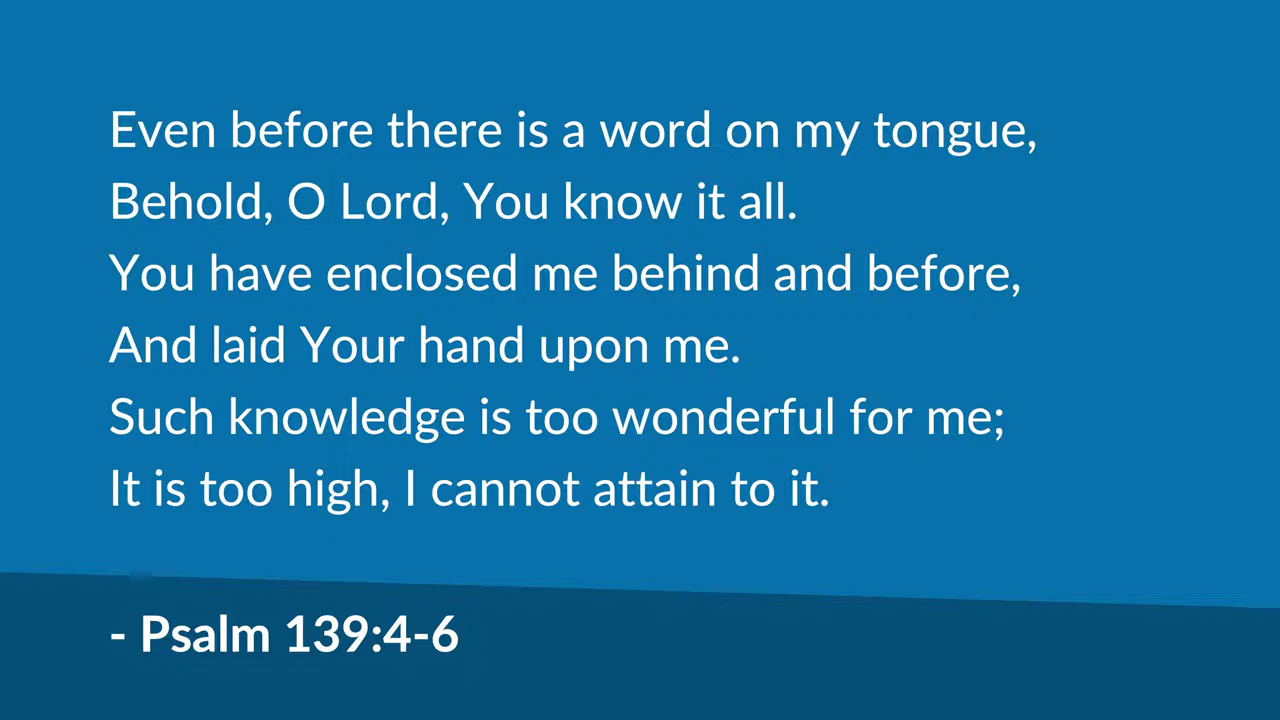 Even before there is a word on my tongue,
Behold, O Lord, You know it all.
You have enclosed me behind and before,
And laid Your hand upon me.
Such knowledge is too wonderful for me;
It is too high, I cannot attain to it.
- Psalm 139:4-6